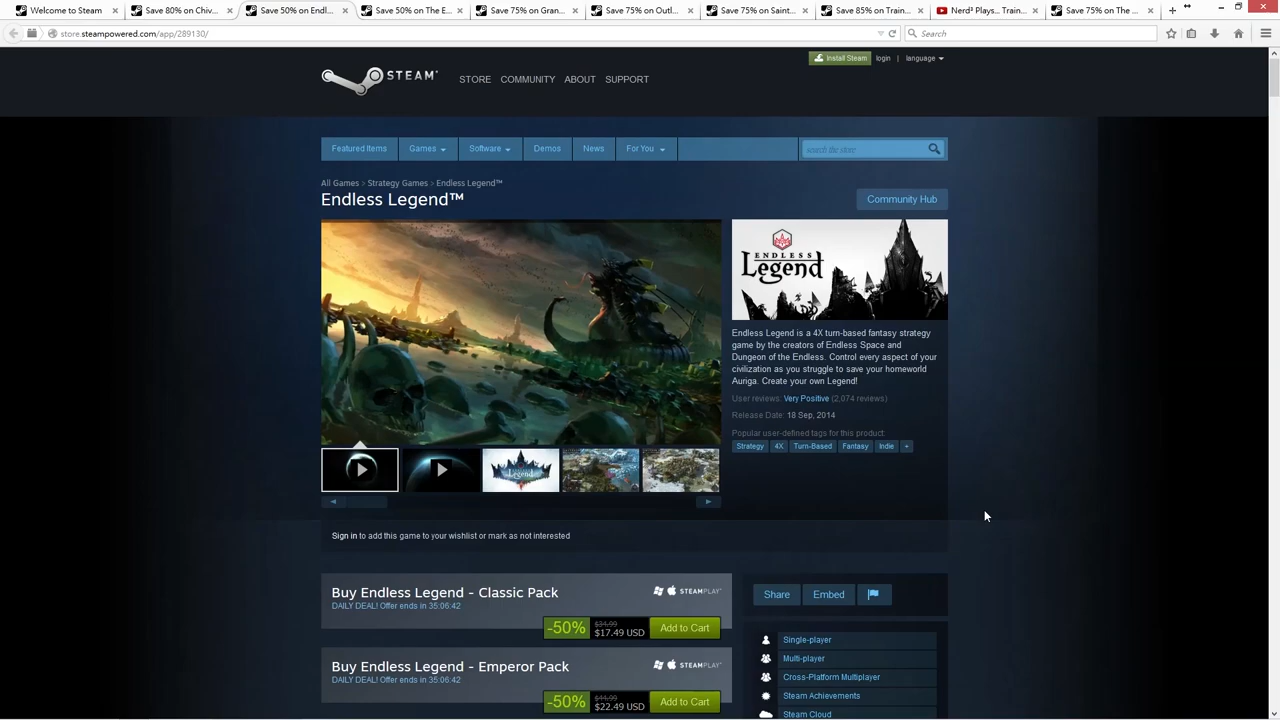 Welcome to Steam
Save 80% on Chiv...
Save 50% on Endl...
Save 50% on The E...
Save 75% on Gran...
Save 75% on Outl...
Save 75% on Saint...
Save 85% on Train...
Nerd³ Plays... Train...
Save 75% on The ...
store.steampowered.com/app/289130/
Search
Install Steam
login | language
STEAM
STORE COMMUNITY ABOUT SUPPORT
Featured Items Games Software Demos News For You
search the store
All Games > Strategy Games > Endless Legend™
Endless Legend™
Community Hub
ENDLESS
Legend
Endless Legend is a 4X turn-based fantasy strategy
game by the creators of Endless Space and
Dungeon of the Endless. Control every aspect of your
civilization as you struggle to save your homeworld
Auriga. Create your own Legend!
User reviews: Very Positive (2,074 reviews)
Release Date: 18 Sep, 2014
Popular user-defined tags for this product:
Strategy 4X Turn-Based Fantasy Indie +
Legend
Sign in to add this game to your wishlist or mark as not interested
Buy Endless Legend - Classic Pack
STEAMPLAY
DAILY DEAL! Offer ends in 35:06:42
-50% $34.99 $17.49 USD Add to Cart
Buy Endless Legend - Emperor Pack
STEAMPLAY
DAILY DEAL! Offer ends in 35:06:42
-50% $44.99 $22.49 USD Add to Cart
Share Embed
Single-player
Multi-player
Cross-Platform Multiplayer
Steam Achievements
Steam Cloud